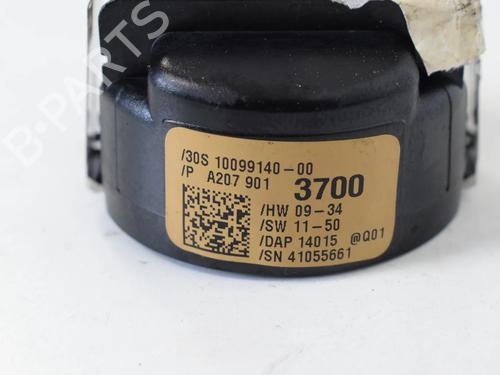 B-PARTS
/30S 10099140-00
/P A207 901 3700
/HW 09-34
/SW 11-50
/DAP 14015 @Q01
/SN 41055661